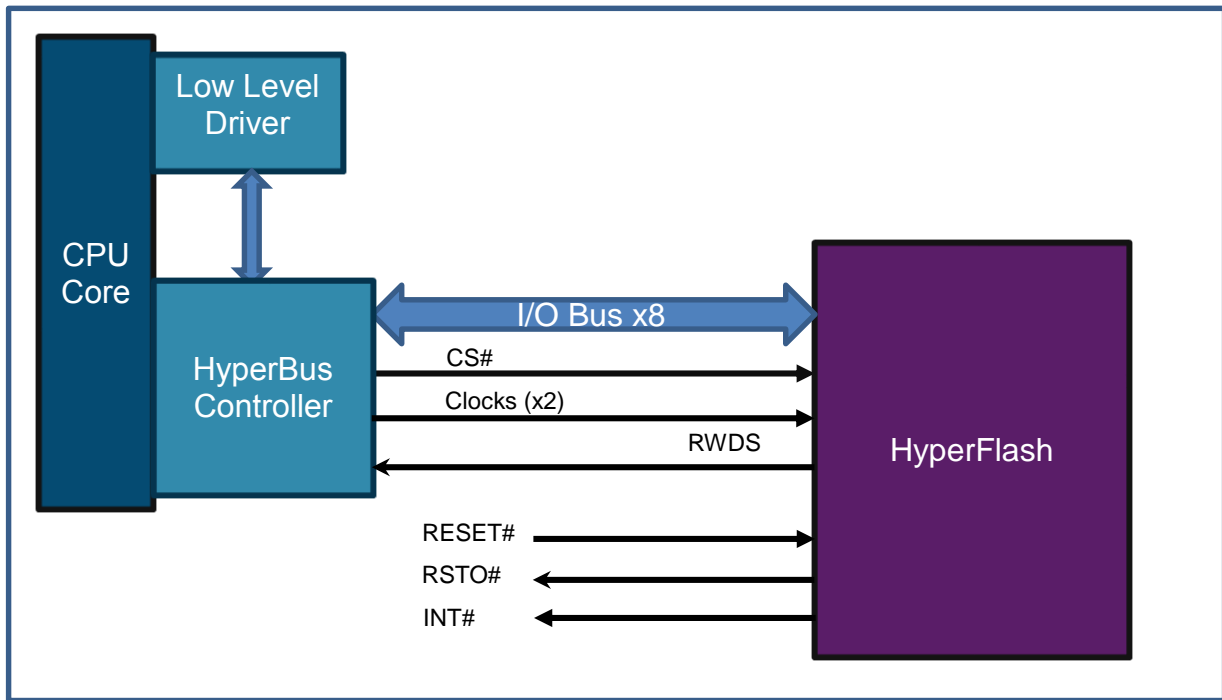 Low Level
Driver
CPU
Core
I/O Bus x8
CS#
HyperBus
Controller
Clocks (x2)
RWDS
HyperFlash
RESET#
RSTO#
INT#